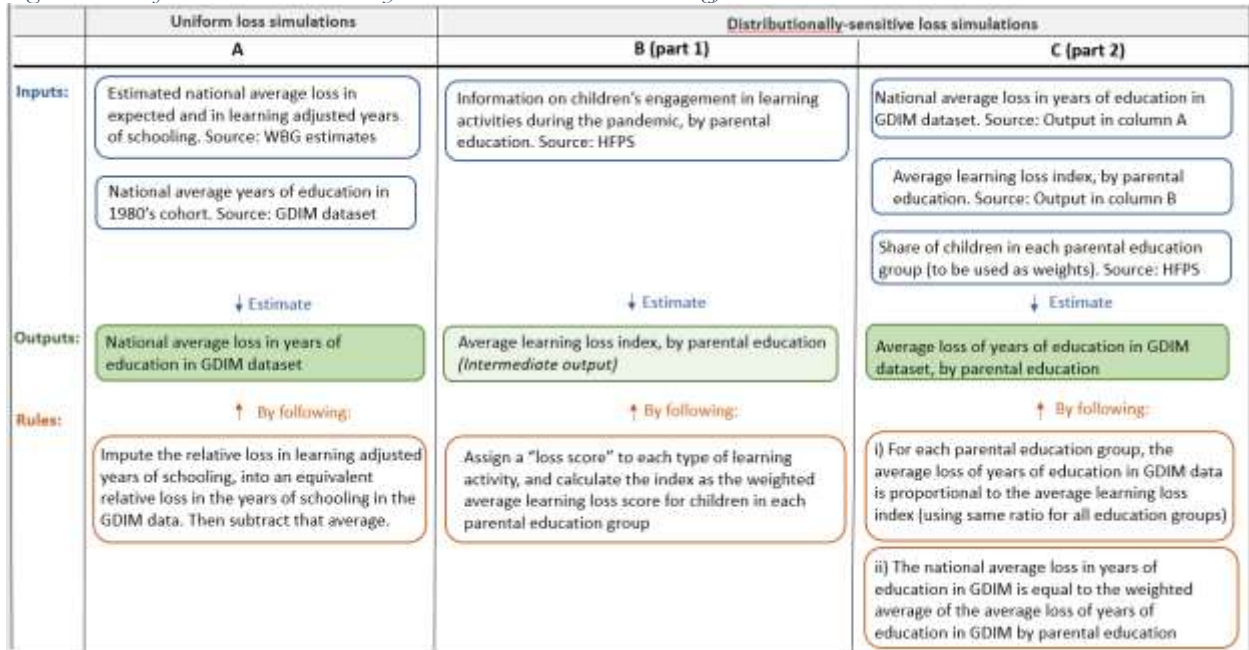 Uniform loss simulations
Distributionally-sensitive loss simulations
A
B (part 1)
C (part 2)
Inputs:
Estimated national average loss in
expected and in learning adjusted years
of schooling. Source: WBG estimates
National average years of education in
1980's cohort. Source: GDIM dataset
Information on children's engagement in learning
activities during the pandemic, by parental
education. Source: HFPS
National average loss in years of education in
GDIM dataset. Source: Output in column A
Average learning loss index, by parental
education. Source: Output in column B
Share of children in each parental education
group (to be used as weights). Source: HFPS
↓ Estimate
↓ Estimate
↓ Estimate
Outputs:
National average loss in years of
education in GDIM dataset
Average learning loss index, by parental education
(Intermediate output)
Average loss of years of education in GDIM
dataset, by parental education
Rules:
↑ By following:
↑ By following:
↑ By following:
Impute the relative loss in learning adjusted
years of schooling, into an equivalent
relative loss in the years of schooling in the
GDIM data. Then subtract that average.
Assign a "loss score" to each type of learning
activity, and calculate the index as the weighted
average learning loss score for children in each
parental education group
i) For each parental education group, the
average loss of years of education in GDIM data
is proportional to the average learning loss
index (using same ratio for all education groups)
ii) The national average loss in years of
education in GDIM is equal to the weighted
average of the average loss of years of
education in GDIM by parental education